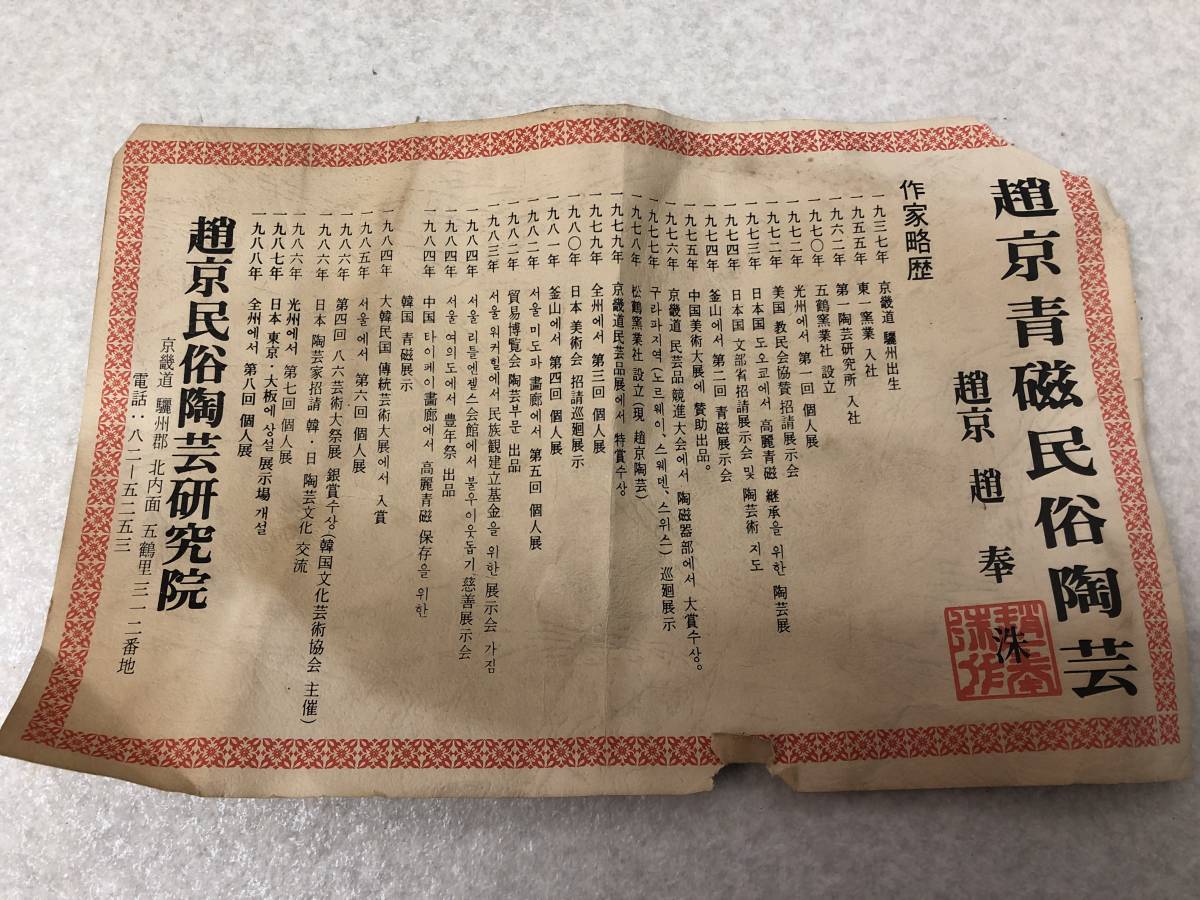 趙京青磁民俗陶芸
趙京 趙 奉 洙
作家略歴
一九三七年 京畿道 驪州出生
一九五五年 東一窯業 入社
一九六二年 第一陶芸研究所 入社
一九七〇年 五鶴窯業社 設立
一九七二年 光州에서 第一回 個人展
一九七二年 美国 教民会協賛 招請展示会
一九七三年 日本国 도오쿄에서 高麗青磁 継承을 위한 陶芸展
一九七四年 日本国 文部省招請展示会 및 陶芸術 지도
一九七四年 釜山에서 第二回 青磁展示会
一九七五年 中国美術大展에 賛助出品。
一九七六年 京畿道 民芸品 競進大会에서 陶磁器部에서 大賞수상。
一九七七年 구라파지역(노르웨이、스웨덴、스위스) 巡廻展示
一九七八年 松鶴窯業社 設立(現 趙京陶芸)
一九七九年 京畿道民芸品展에서 特賞수상
一九七九年 全州에서 第三回 個人展
一九八〇年 日本 美術会 招請巡廻展示
一九八一年 釜山에서 第四回 個人展
一九八二年 서울 미도파 畫廊에서 第五回 個人展
一九八二年 貿易博覧会 陶芸부문 出品
一九八三年 서울 워커힐에서 民族観建立基金을 위한 展示会 가짐
一九八四年 서울 리틀엔젤스会館에서 불우이웃돕기 慈善展示会
一九八四年 서울 여의도에서 豊年祭 出品
一九八四年 中国 타이페이畫廊에서 高麗青磁 保存을 위한
韓国 青磁展示
一九八四年 大韓民国 傳統芸術大展에서 入賞
一九八五年 서울에서 第六回 個人展
一九八六年 第四回 八六芸術大祭展 銀賞수상(韓国文化芸術協会 主催)
一九八六年 日本 陶芸家招請 韓・日 陶芸文化 交流
一九八六年 光州에서 第七回 個人展
一九八七年 日本 東京・大板에 상설 展示場 개설
一九八八年 全州에서 第八回 個人展
趙京民俗陶芸研究院
京畿道 驪州郡 北内面 五鶴里 三一二番地
電話：八二ー五二五三